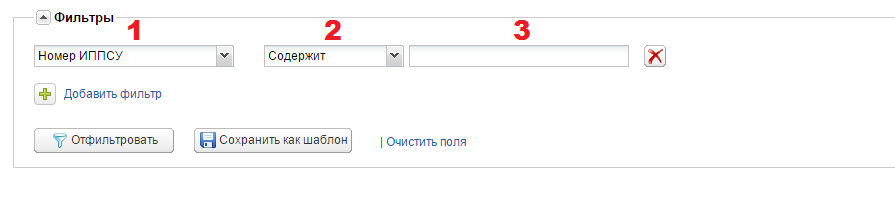 Фильтры
1 2 3
Номер ИППСУ Содержит
Добавить фильтр
Отфильтровать Сохранить как шаблон | Очистить поля